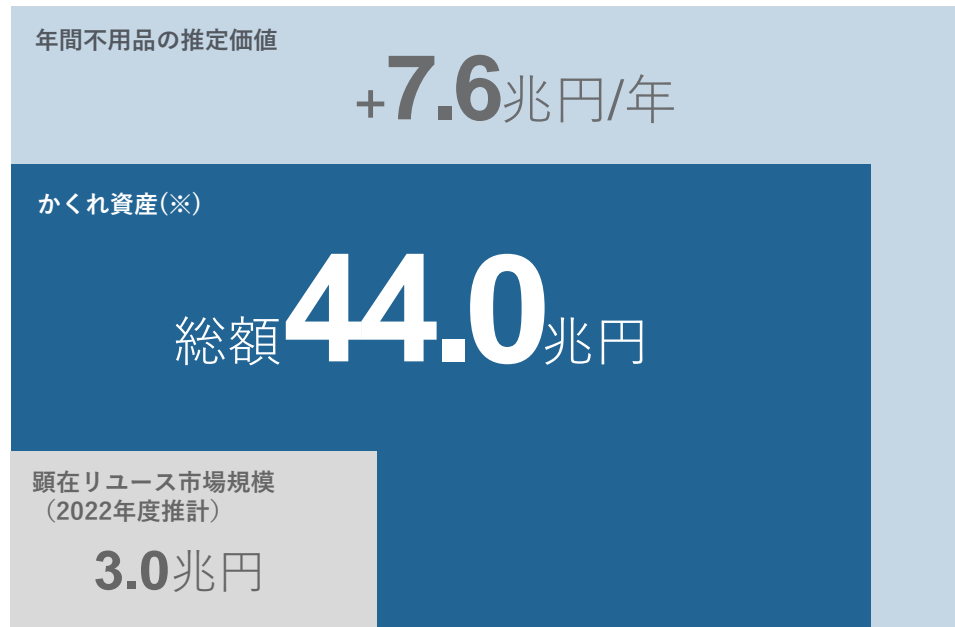 年間不用品の推定価値
+7.6兆円/年
かくれ資産(※)
総額44.0兆円
顕在リユース市場規模
（2022年度推計）
3.0兆円